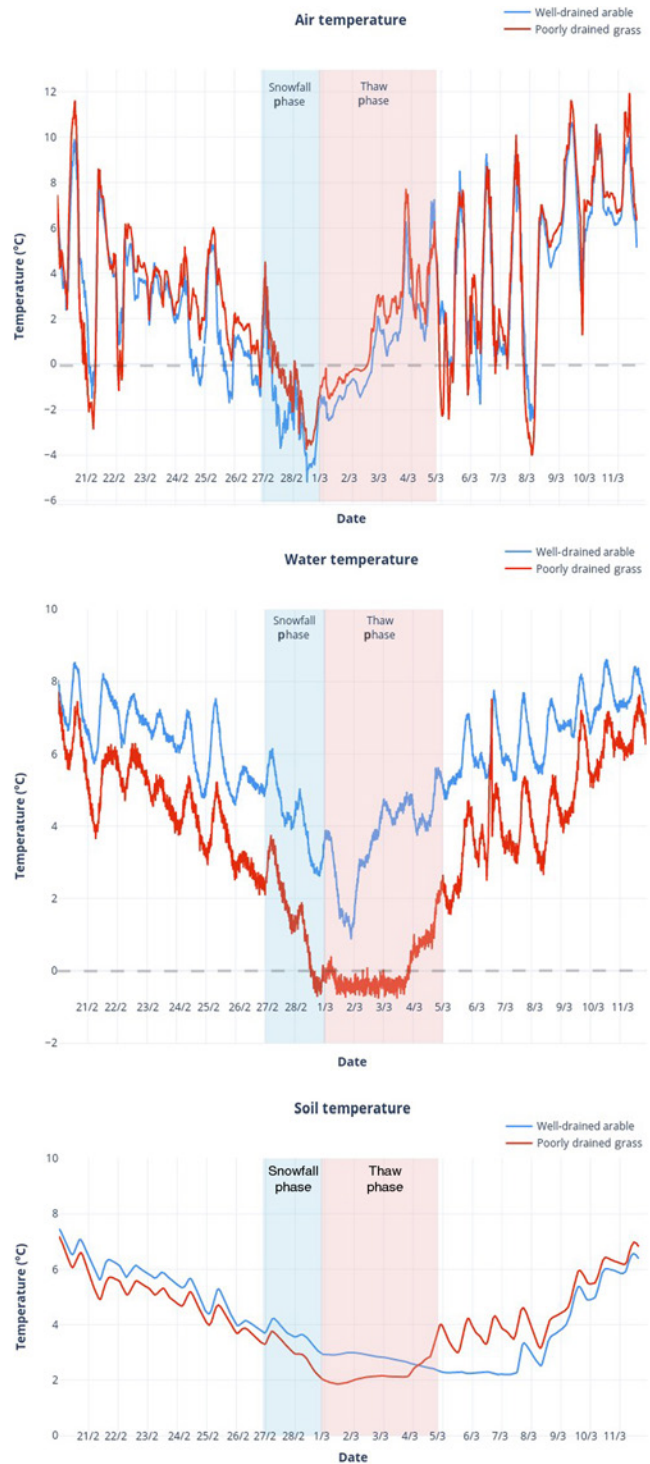 Air temperature
Well-drained arable
Poorly drained grass
Snowfall
phase
Thaw
phase
12
10
8
6
4
2
0
−2
−4
−6
Temperature (°C)
21/2 22/2 23/2 24/2 25/2 26/2 27/2 28/2 1/3 2/3 3/3 4/3 5/3 6/3 7/3 8/3 9/3 10/3 11/3
Date
Water temperature
Well-drained arable
Poorly drained grass
Snowfall
phase
Thaw
phase
10
8
6
4
2
0
−2
Temperature (°C)
21/2 22/2 23/2 24/2 25/2 26/2 27/2 28/2 1/3 2/3 3/3 4/3 5/3 6/3 7/3 8/3 9/3 10/3 11/3
Date
Soil temperature
Well-drained arable
Poorly drained grass
Snowfall
phase
Thaw
phase
10
8
6
4
2
0
Temperature (°C)
21/2 22/2 23/2 24/2 25/2 26/2 27/2 28/2 1/3 2/3 3/3 4/3 5/3 6/3 7/3 8/3 9/3 10/3 11/3
Date